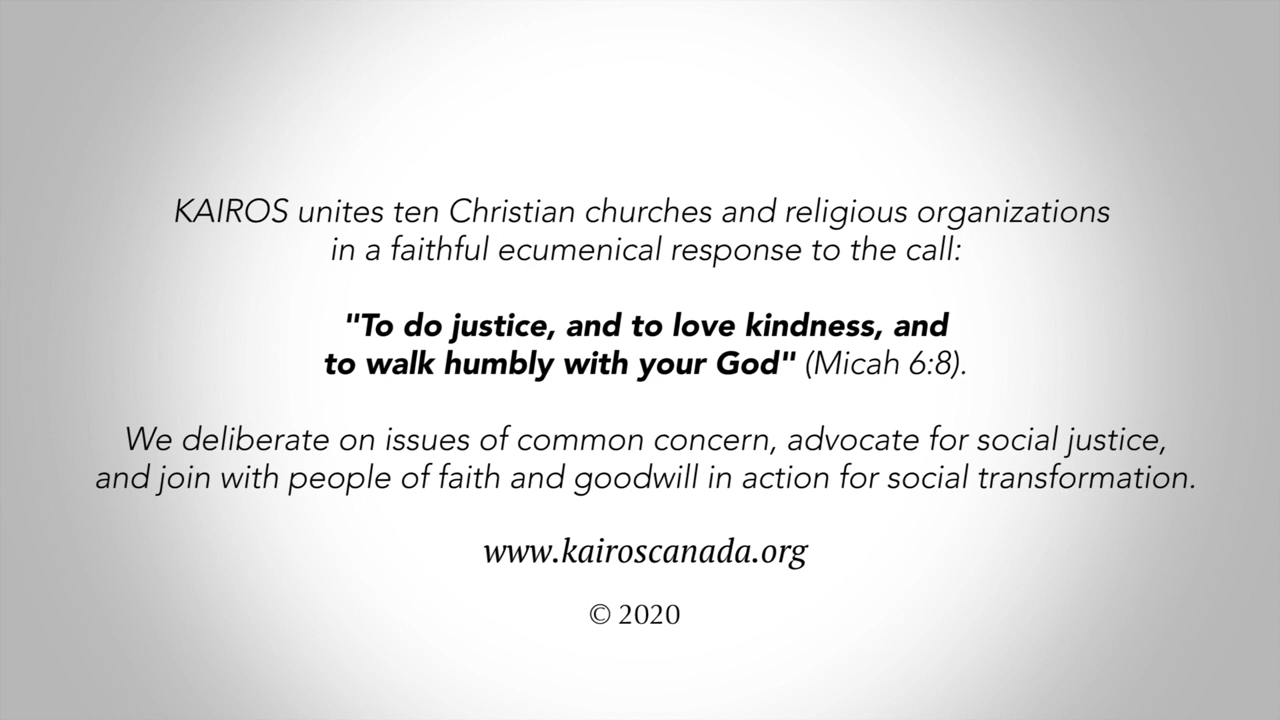 KAIROS unites ten Christian churches and religious organizations
in a faithful ecumenical response to the call:
"To do justice, and to love kindness, and
to walk humbly with your God" (Micah 6:8).
We deliberate on issues of common concern, advocate for social justice,
and join with people of faith and goodwill in action for social transformation.
www.kairoscanada.org
© 2020